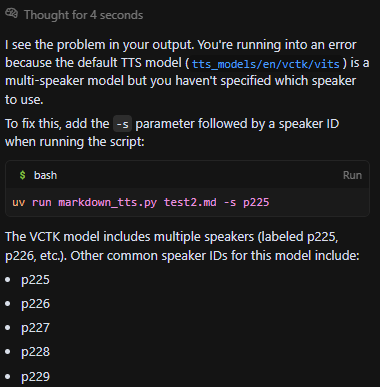 Thought for 4 seconds
I see the problem in your output. You're running into an error
because the default TTS model ( tts_models/en/vctk/vits ) is a
multi-speaker model but you haven't specified which speaker
to use.
To fix this, add the -s parameter followed by a speaker ID
when running the script:
$ bash Run
uv run markdown_tts.py test2.md -s p225
The VCTK model includes multiple speakers (labeled p225,
p226, etc.). Other common speaker IDs for this model include:
• p225
• p226
• p227
• p228
• p229